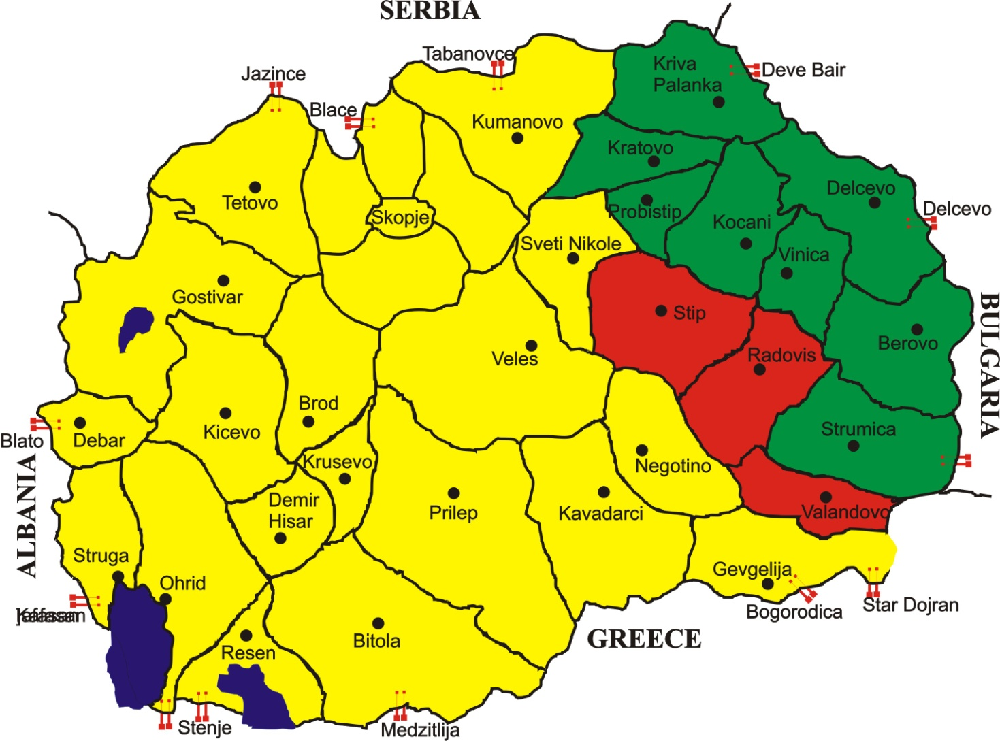 SERBIA
Tabanovce
Jazince
Kriva
Palanka
Deve Bair
Blace
Kumanovo
Kratovo
Tetovo
Delcevo
Probistip
Delcevo
Skopje
Kocani
Sveti Nikole
Vinica
Gostivar
Stip
BULGARIA
Berovo
Veles
Radovis
Brod
Kicevo
Strumica
Blato
Debar
Krusevo
Negotino
ALBANIA
Demir
Hisar
Prilep
Kavadarci
Valandovo
Struga
Ohrid
Gevgelija
Star Dojran
Bogorodica
GREECE
Bitola
Resen
Stenje
Medzitlija